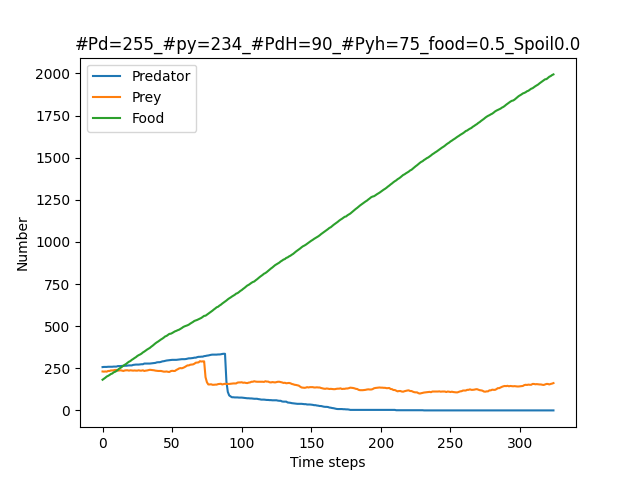 #Pd=255_#py=234_#PdH=90_#Pyh=75_food=0.5_Spoil0.0
Predator
Prey
Food
2000
1750
1500
1250
1000
750
500
250
0
Number
0 50 100 150 200 250 300
Time steps